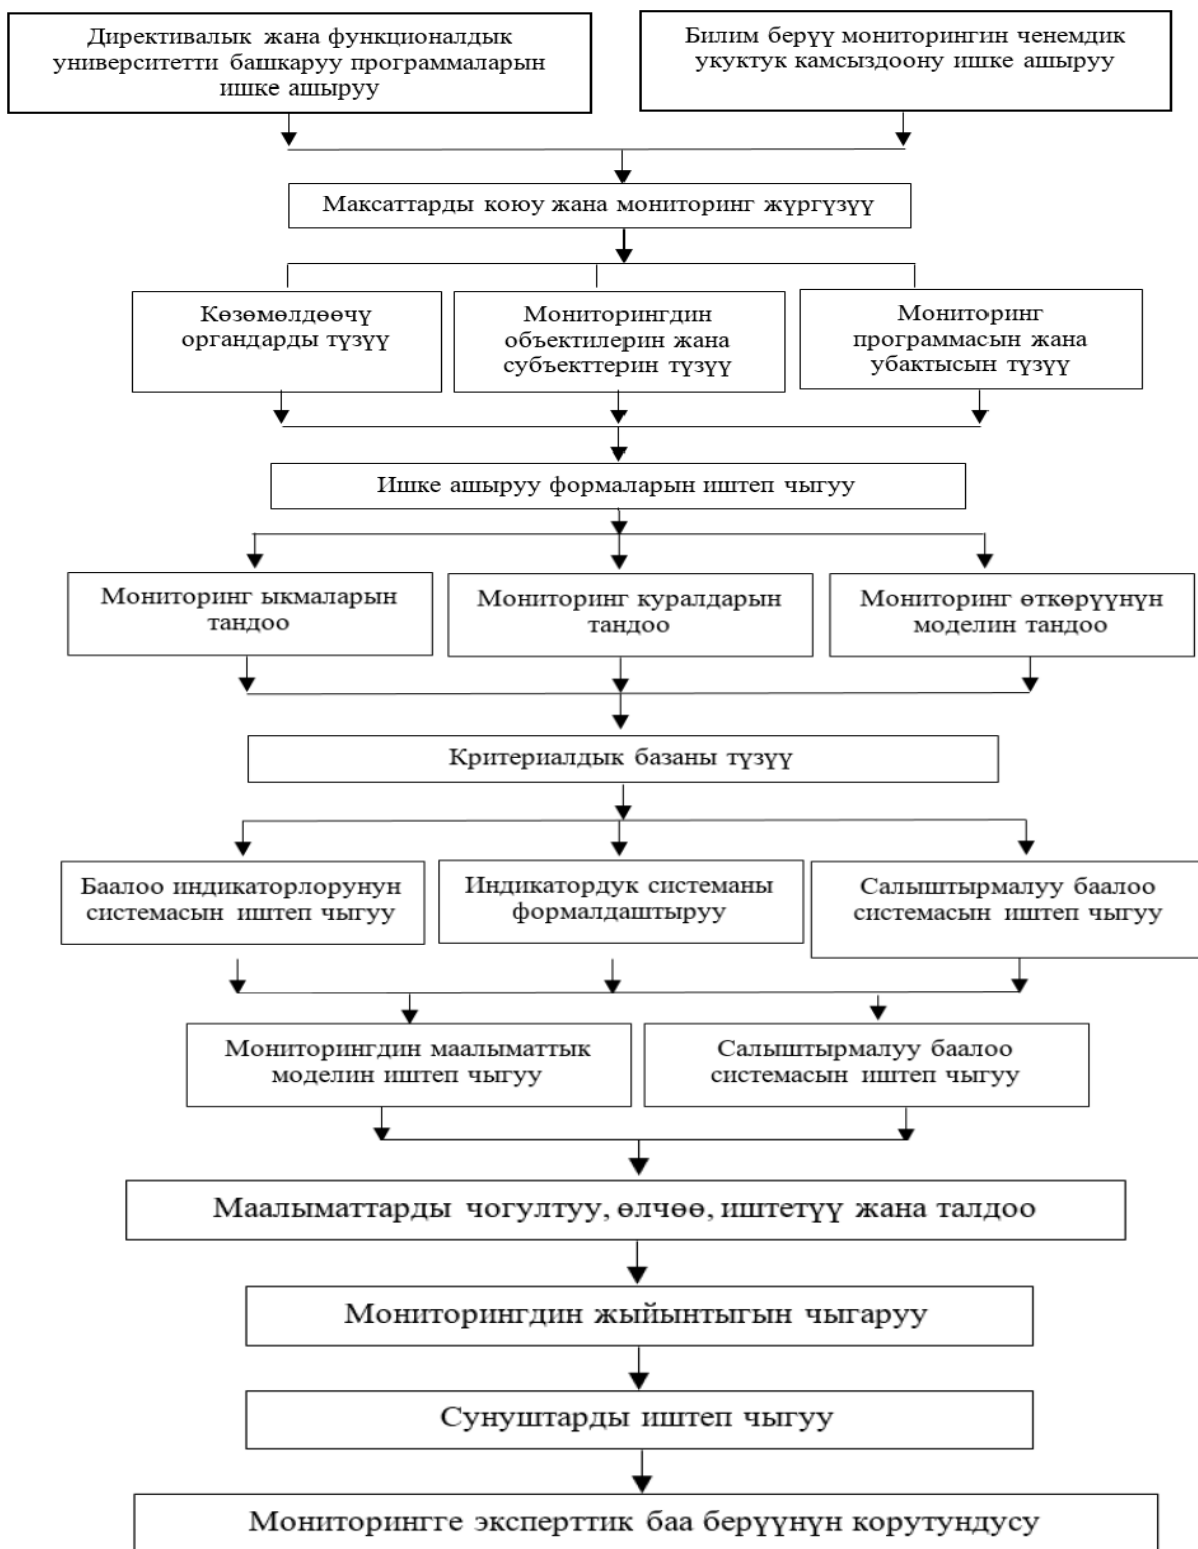 Директивалык жана функционалдык
университетти башкаруу программаларын
ишке ашыруу
Билим берүү мониторингин ченемдик
укуктук камсыздоону ишке ашыруу
Максаттарды коюу жана мониторинг жүргүзүү
Көзөмөлдөөчү
органдарды түзүү
Мониторингдин
объектилерин жана
субъекттерин түзүү
Мониторинг
программасын жана
убактысын түзүү
Ишке ашыруу формаларын иштеп чыгуу
Мониторинг ыкмаларын
тандоо
Мониторинг куралдарын
тандоо
Мониторинг өткөрүүнүн
моделин тандоо
Критериалдык базаны түзүү
Баалоо индикаторлорунун
системасын иштеп чыгуу
Индикатордук системаны
формалдаштыруу
Салыштырмалуу баалоо
системасын иштеп чыгуу
Мониторингдин маалыматтык
моделин иштеп чыгуу
Салыштырмалуу баалоо
системасын иштеп чыгуу
Маалыматтарды чогултуу, өлчөө, иштетүү жана талдоо
Мониторингдин жыйынтыгын чыгаруу
Сунуштарды иштеп чыгуу
Мониторингге эксперттик баа берүүнүн корутундусу